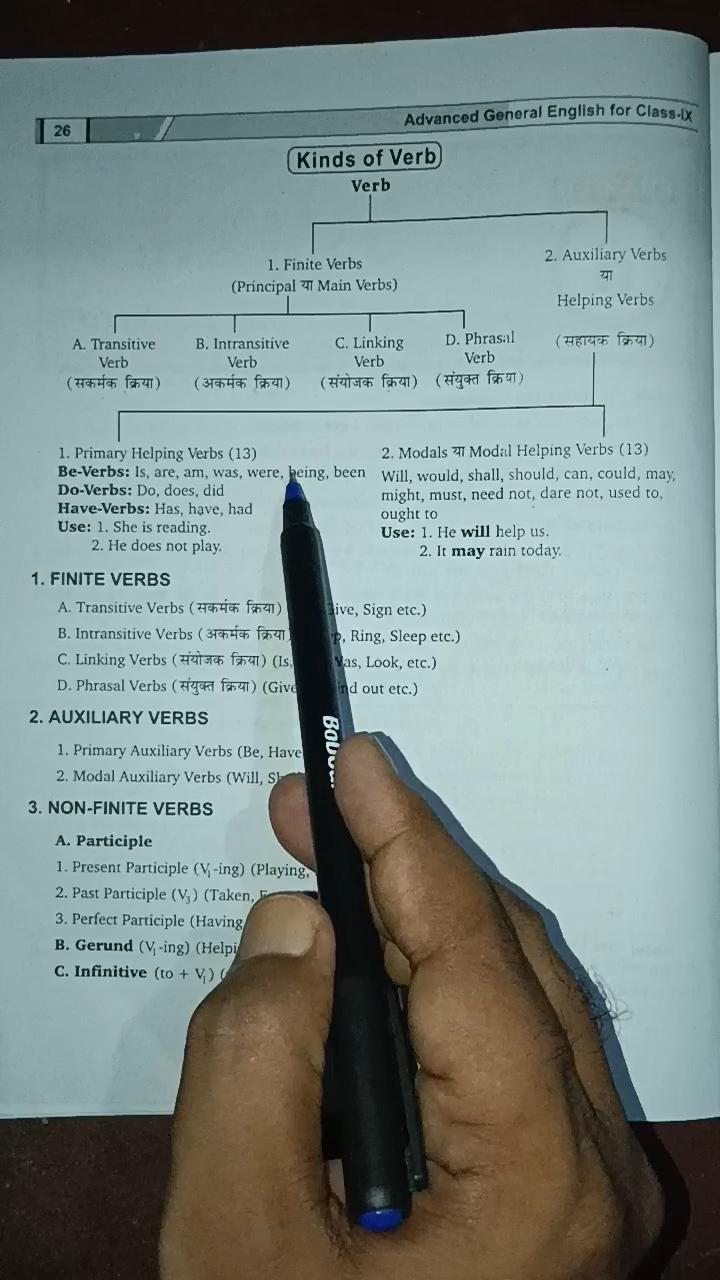 26
Advanced General English for Class-IX
Kinds of Verb
Verb
1. Finite Verbs
(Principal या Main Verbs)
2. Auxiliary Verbs
या
Helping Verbs
(सहायक क्रिया)
A. Transitive
Verb
(सकर्मक क्रिया)
B. Intransitive
Verb
(अकर्मक क्रिया)
C. Linking
Verb
(संयोजक क्रिया)
D. Phrasal
Verb
(संयुक्त क्रिया)
1. Primary Helping Verbs (13)
Be-Verbs: Is, are, am, was, were, being, been
Do-Verbs: Do, does, did
Have-Verbs: Has, have, had
Use: 1. She is reading.
2. He does not play.
2. Modals या Modal Helping Verbs (13)
Will, would, shall, should, can, could, may,
might, must, need not, dare not, used to,
ought to
Use: 1. He will help us.
2. It may rain today.
1. FINITE VERBS
A. Transitive Verbs (सकर्मक क्रिया) Sign etc.)
B. Intransitive Verbs (अकर्मक क्रिया Ring, Sleep etc.)
C. Linking Verbs (संयोजक क्रिया) (Is, Look, etc.)
D. Phrasal Verbs (संयुक्त क्रिया) (Give out etc.)
2. AUXILIARY VERBS
1. Primary Auxiliary Verbs (Be, Have
2. Modal Auxiliary Verbs (Will,
3. NON-FINITE VERBS
A. Participle
1. Present Participle (V₁-ing) (Playing,
2. Past Participle (V₃) (Taken,
3. Perfect Participle (Having
B. Gerund (V₁-ing)
C. Infinitive (to + V₁)